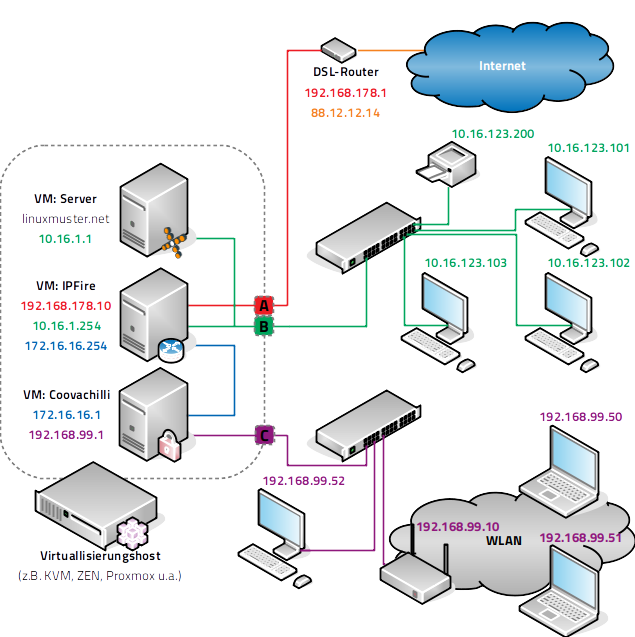 Internet
DSL-Router
192.168.178.1
88.12.12.14
10.16.123.200
10.16.123.101
VM: Server
linuxmuster.net
10.16.1.1
10.16.123.103
10.16.123.102
VM: IPFire
192.168.178.10
10.16.1.254
172.16.16.254
A
B
VM: Coovachilli
172.16.16.1
192.168.99.1
C
192.168.99.50
192.168.99.52
192.168.99.10
WLAN
192.168.99.51
Virtuallisierungshost
(z.B. KVM, ZEN, Proxmox u.a.)